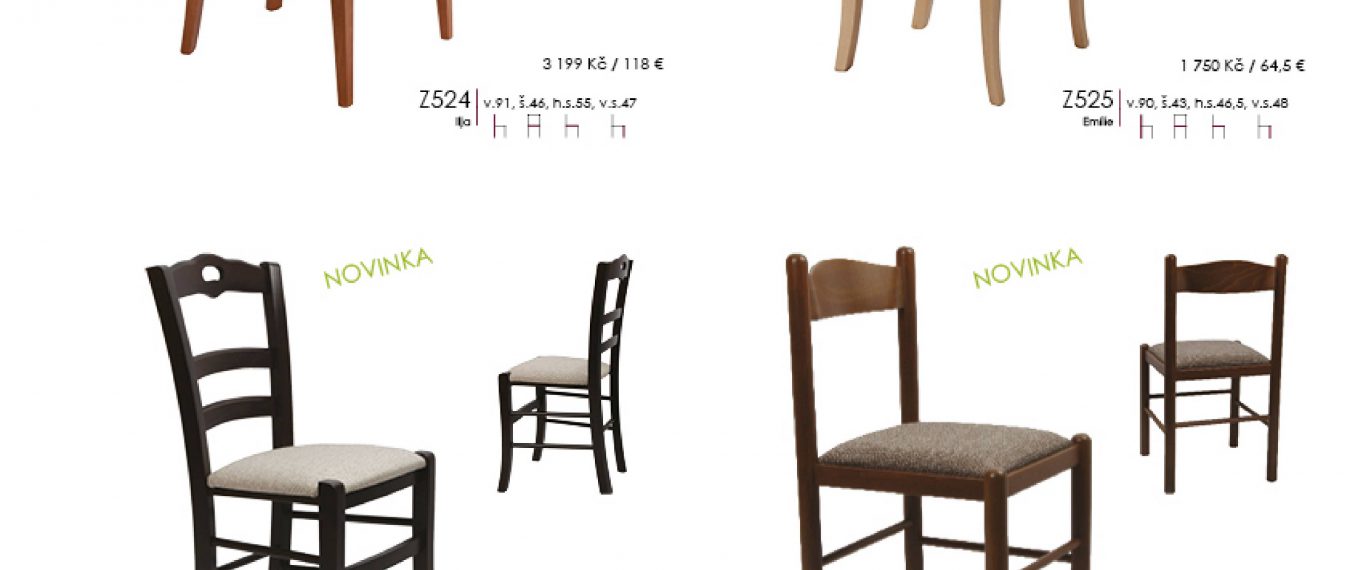 3 199 Kč / 118 €
Z524
v.91, š.46, h.s.55, v.s.47
Ilja
1 750 Kč / 64,5 €
Z525
v.90, š.43, h.s.46,5, v.s.48
Emílie
NOVINKA
NOVINKA